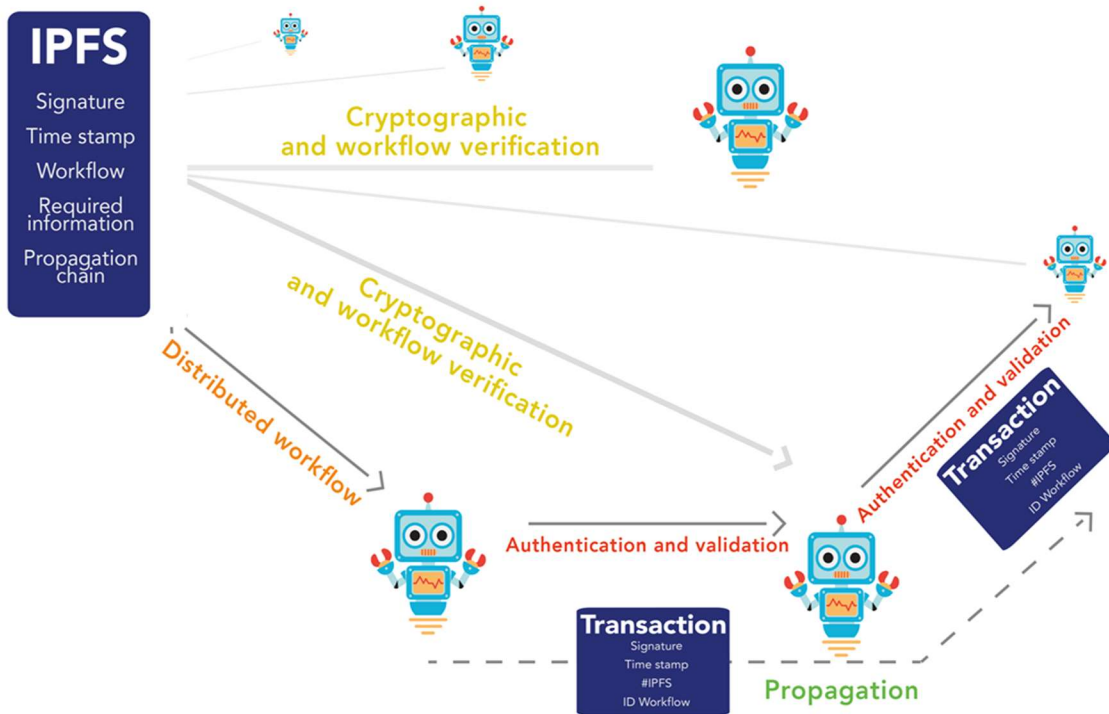 IPFS
Signature
Time stamp
Workflow
Required
information
Propagation
chain
Cryptographic
and workflow verification
Cryptographic
and workflow verification
Distributed workflow
Authentication and validation
Authentication and validation
Transaction
Signature
Time stamp
#IPFS
ID Workflow
Transaction
Signature
Time stamp
#IPFS
ID Workflow
Propagation